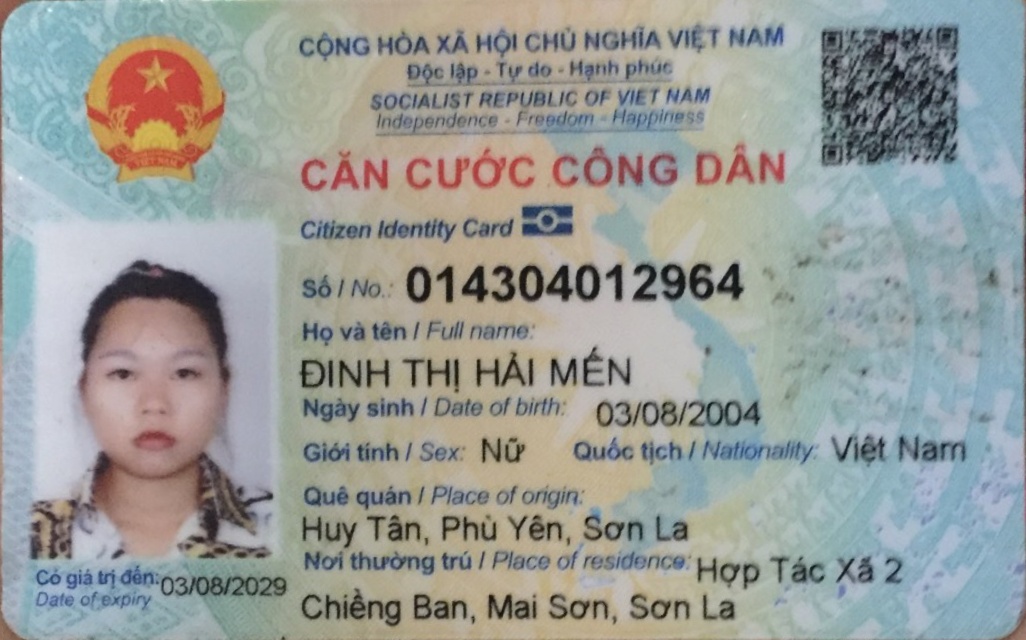 CỘNG HÒA XÃ HỘI CHỦ NGHĨA VIỆT NAM
Độc lập - Tự do - Hạnh phúc
SOCIALIST REPUBLIC OF VIET NAM
Independence - Freedom - Happiness
CĂN CƯỚC CÔNG DÂN
Citizen Identity Card
Số / No.: 014304012964
Họ và tên / Full name:
ĐINH THỊ HẢI MẾN
Ngày sinh / Date of birth: 03/08/2004
Giới tính / Sex: Nữ Quốc tịch / Nationality: Việt Nam
Quê quán / Place of origin:
Huy Tân, Phù Yên, Sơn La
Nơi thường trú / Place of residence: Hợp Tác Xã 2
Chiềng Ban, Mai Sơn, Sơn La
Có giá trị đến: 03/08/2029
Date of expiry
VIỆT NAM